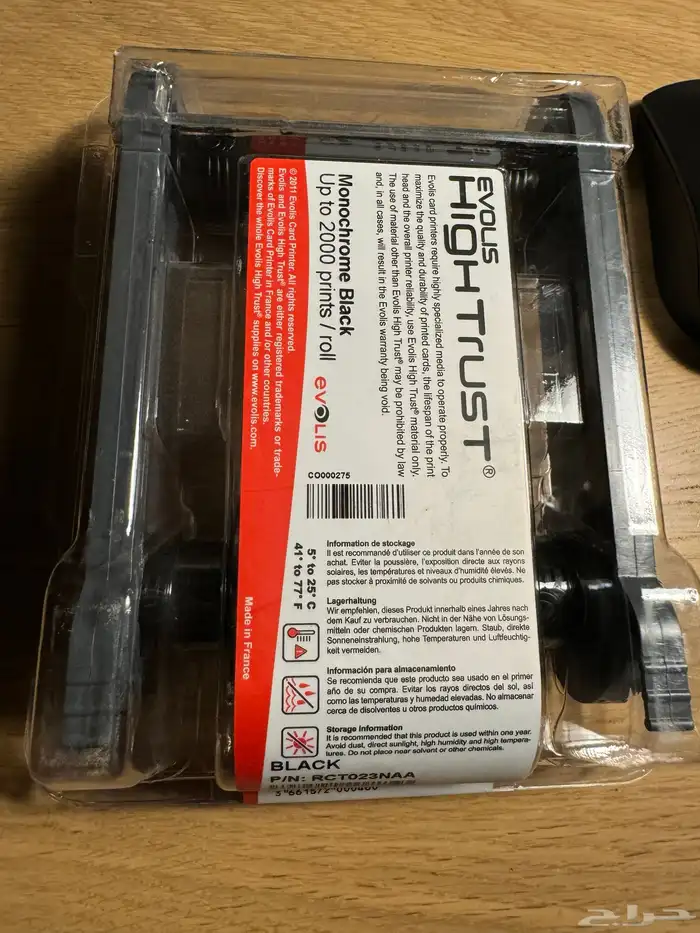 EVOLIS
HIGH TRUST®
Evolis card printers require highly specialized media to operate properly. To
maximize the quality and durability of printed cards, the lifespan of the print
head and the overall printer reliability, use Evolis High Trust® material only.
The use of material other than Evolis High Trust® may be prohibited by law
and, in all cases, will result in the Evolis warranty being void.
Monochrome Black
Up to 2000 prints / roll
evolis
© 2011 Evolis Card Printer. All rights reserved.
Evolis and Evolis High Trust® are either registered trademarks or trade-
marks of Evolis Card Printer in France and /or other countries.
Discover the whole Evolis High Trust® supplies on www.evolis.com.
CO000275
5° to 25° C
41° to 77° F
Made in France
Information de stockage
Il est recommandé d'utiliser ce produit dans l'année de son
achat. Eviter la poussière, l'exposition directe aux rayons
solaires, les températures et niveaux d'humidité élevés. Ne
pas stocker à proximité de solvants ou produits chimiques.
Lagerhaltung
Wir empfehlen, dieses Produkt innerhalb eines Jahres nach
dem Kauf zu verbrauchen. Nicht in der Nähe von Lösungs-
mitteln oder chemischen Produkten lagern. Staub, direkte
Sonneneinstrahlung, hohe Temperaturen und Luftfeuchtig-
keit vermeiden.
Información para almacenamiento
Se recomienda que este producto sea usado en el primer
año de su compra. Evitar los rayos directos del sol, así
como las temperaturas y humedad elevadas. No almacenar
cerca de disolventes u otros productos químicos.
Storage information
It is recommended that this product is used within one year.
Avoid dust, direct sunlight, high humidity and high tempera-
tures. Do not place near solvent or other chemicals.
BLACK
P/N: RCT023NAA
3 661572 000460
حراج